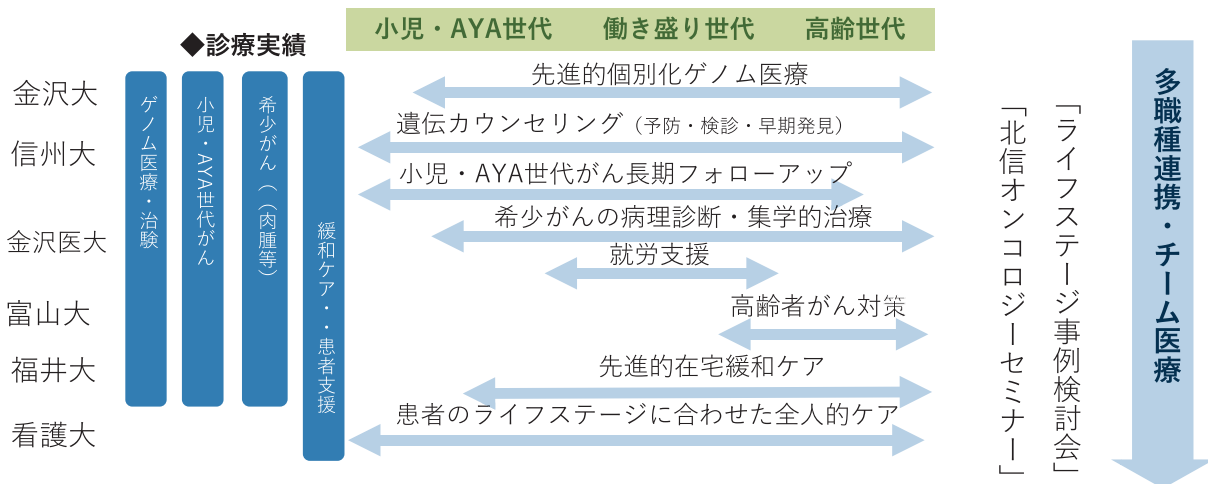 小児・AYA世代 働き盛り世代 高齢世代
◆診療実績
金沢大
信州大
金沢医大
富山大
福井大
看護大
ゲノム医療・治験
小児・AYA世代がん
希少がん（（肉腫等）
緩和ケア・・患者支援
先進的個別化ゲノム医療
遺伝カウンセリング（予防・検診・早期発見）
小児・AYA世代がん長期フォローアップ
希少がんの病理診断・集学的治療
就労支援
高齢者がん対策
先進的在宅緩和ケア
患者のライフステージに合わせた全人的ケア
「ライフステージ事例検討会」
「北信オンコロジーセミナー」
多職種連携・チーム医療